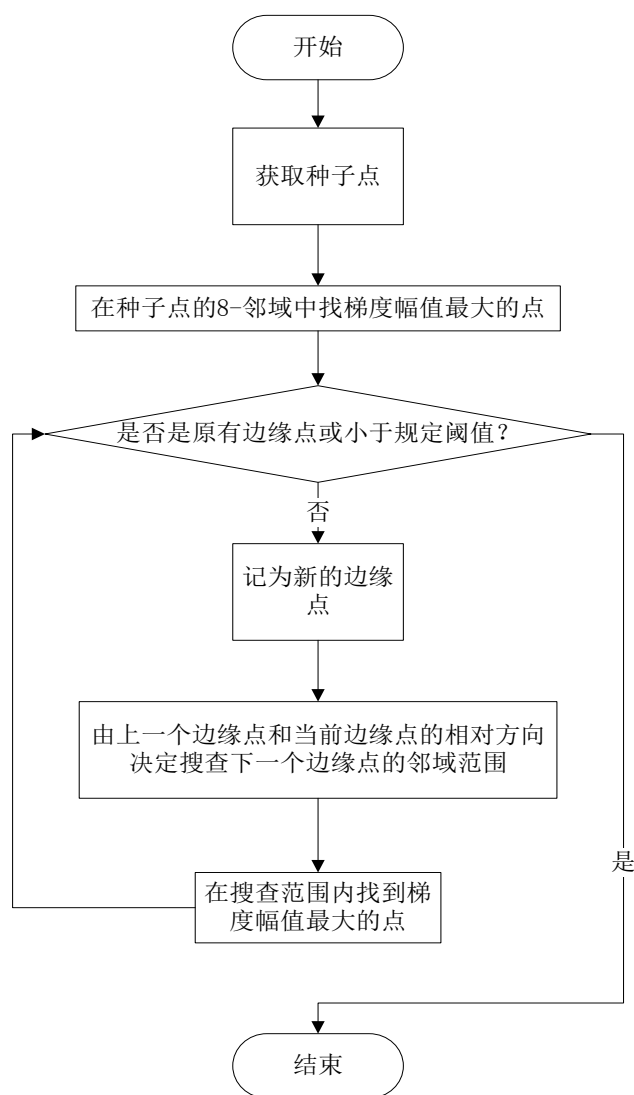 开始
获取种子点
在种子点的8-邻域中找梯度幅值最大的点
是否是原有边缘点或小于规定阈值？
否
记为新的边缘
点
由上一个边缘点和当前边缘点的相对方向
决定搜查下一个边缘点的邻域范围
是
在搜查范围内找到梯
度幅值最大的点
结束